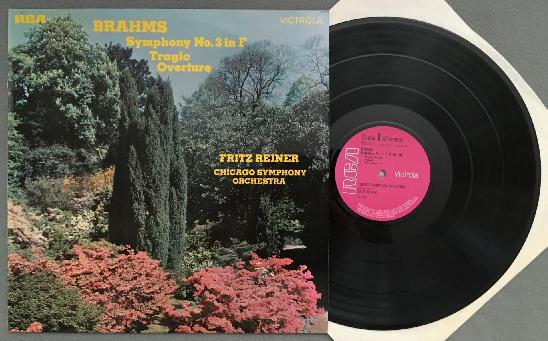 RCA
VICTROLA
BRAHMS
Symphony No. 3 in F
Tragic
Overture
FRITZ REINER
CHICAGO SYMPHONY
ORCHESTRA
Side 1 stereo
RCA
Victrola